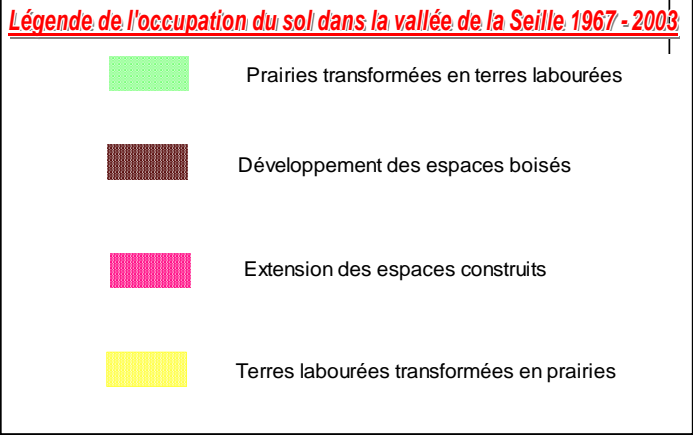 Légende de l'occupation du sol dans la vallée de la Seille 1967 - 2003
Prairies transformées en terres labourées
Développement des espaces boisés
Extension des espaces construits
Terres labourées transformées en prairies